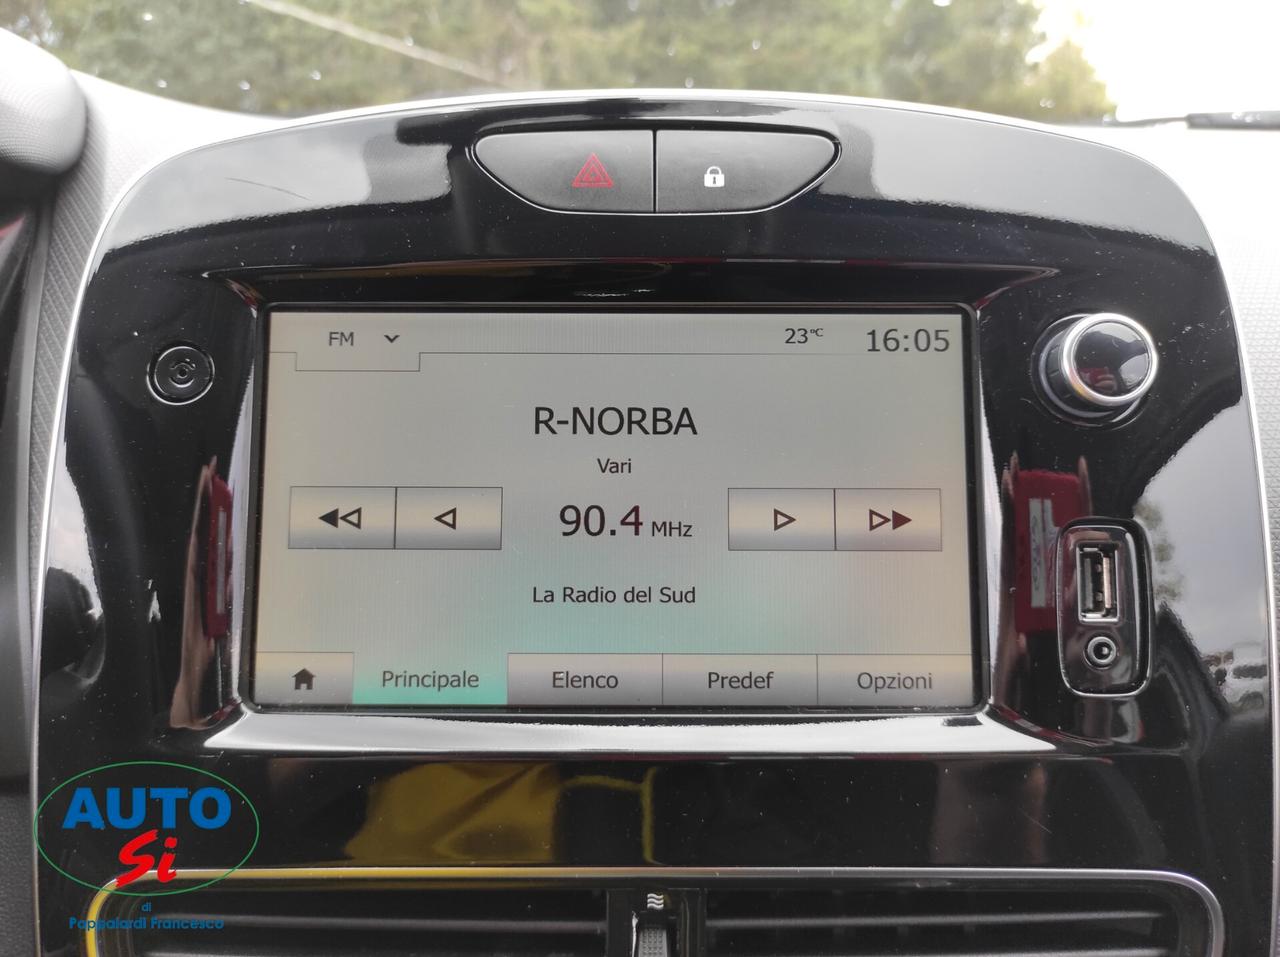 FM
23°C
16:05
R-NORBA
Vari
90.4 MHz
La Radio del Sud
Principale
Elenco
Predef
Opzioni
AUTO
Si
di
Pappalardi Francesco